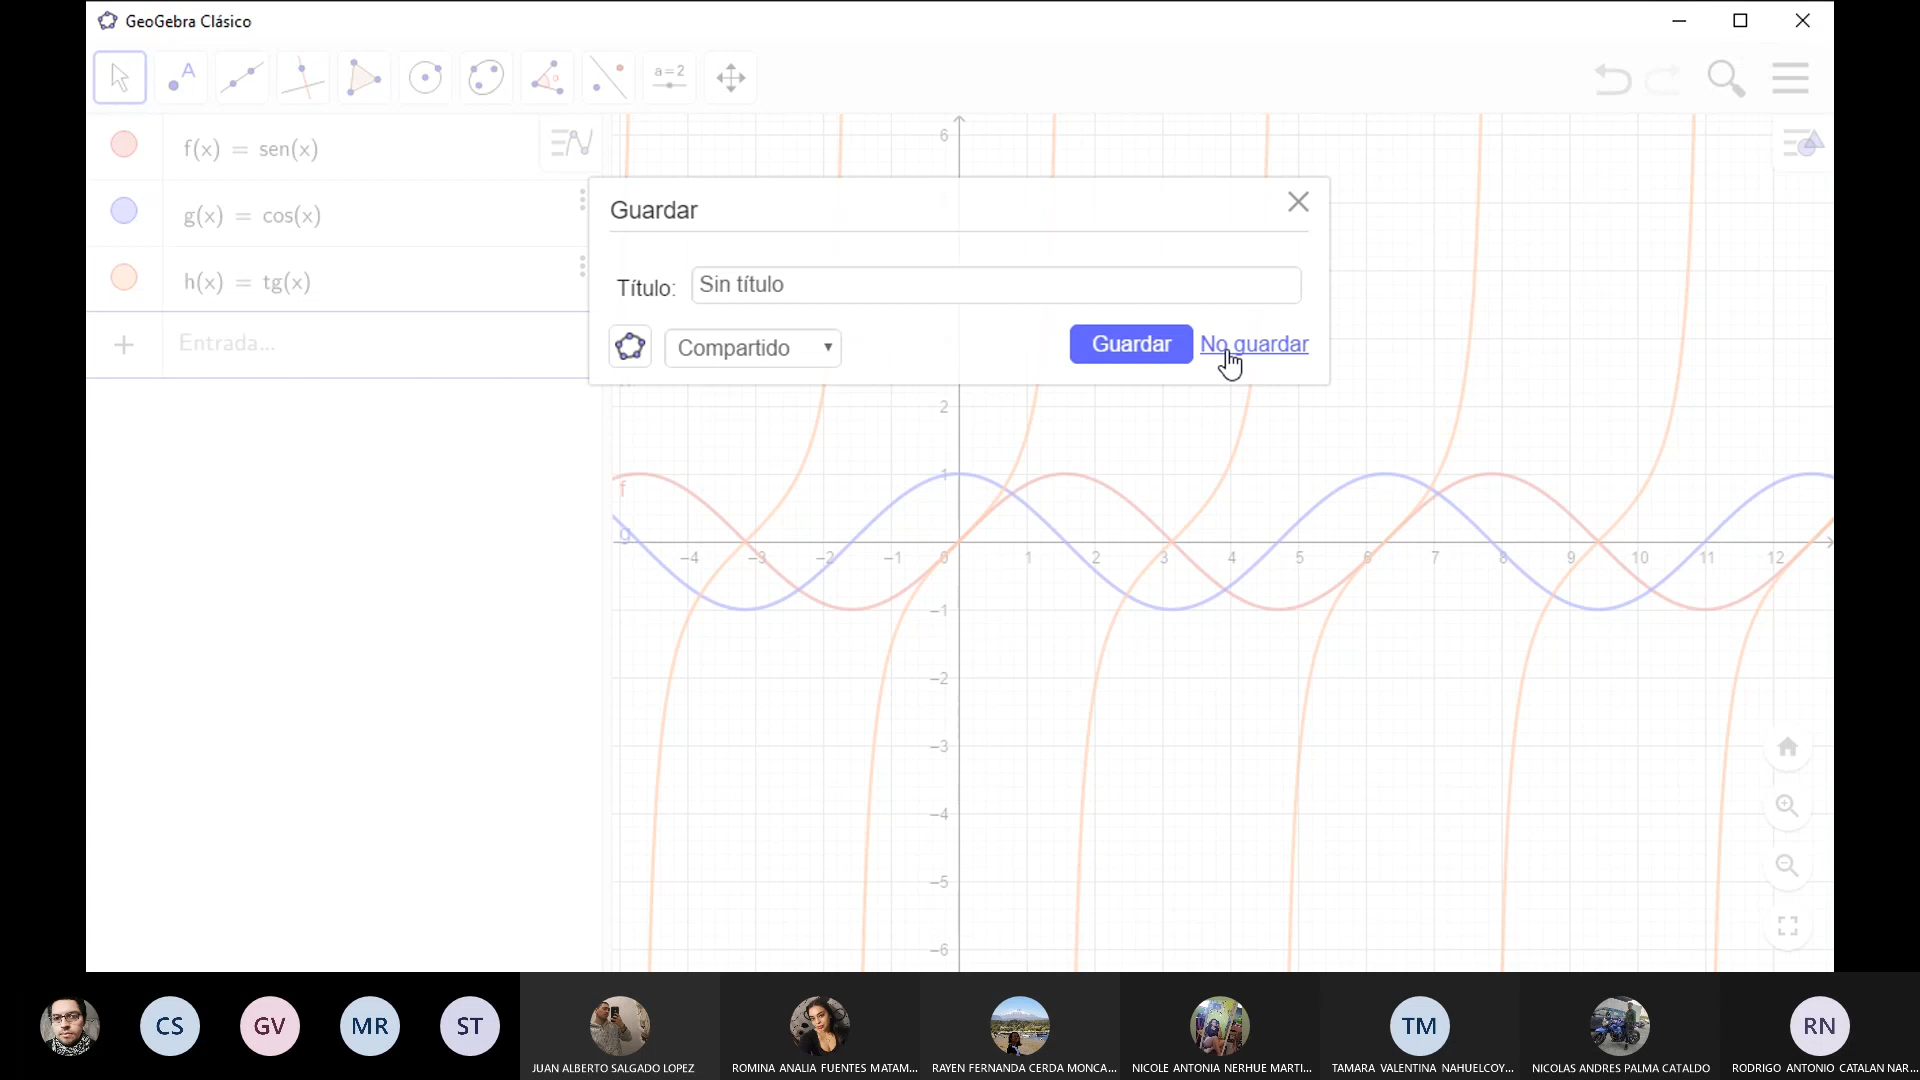 GeoGebra Clásico
A
a=2
f(x) = sen(x)
g(x) = cos(x)
h(x) = tg(x)
+ Entrada...
Guardar
Título: Sin título
Compartido
Guardar No guardar
6
2
1
f
g
−4 −3 −2 −1 0 1 2 3 4 5 6 7 8 9 10 11 12
−1
−2
−3
−4
−5
−6
CS GV MR ST TM RN
JUAN ALBERTO SALGADO LOPEZ
ROMINA ANALIA FUENTES MATAM...
RAYEN FERNANDA CERDA MONCA...
NICOLE ANTONIA NERHUE MARTI...
TAMARA VALENTINA NAHUELCOY...
NICOLAS ANDRES PALMA CATALDO
RODRIGO ANTONIO CATALAN NAR...